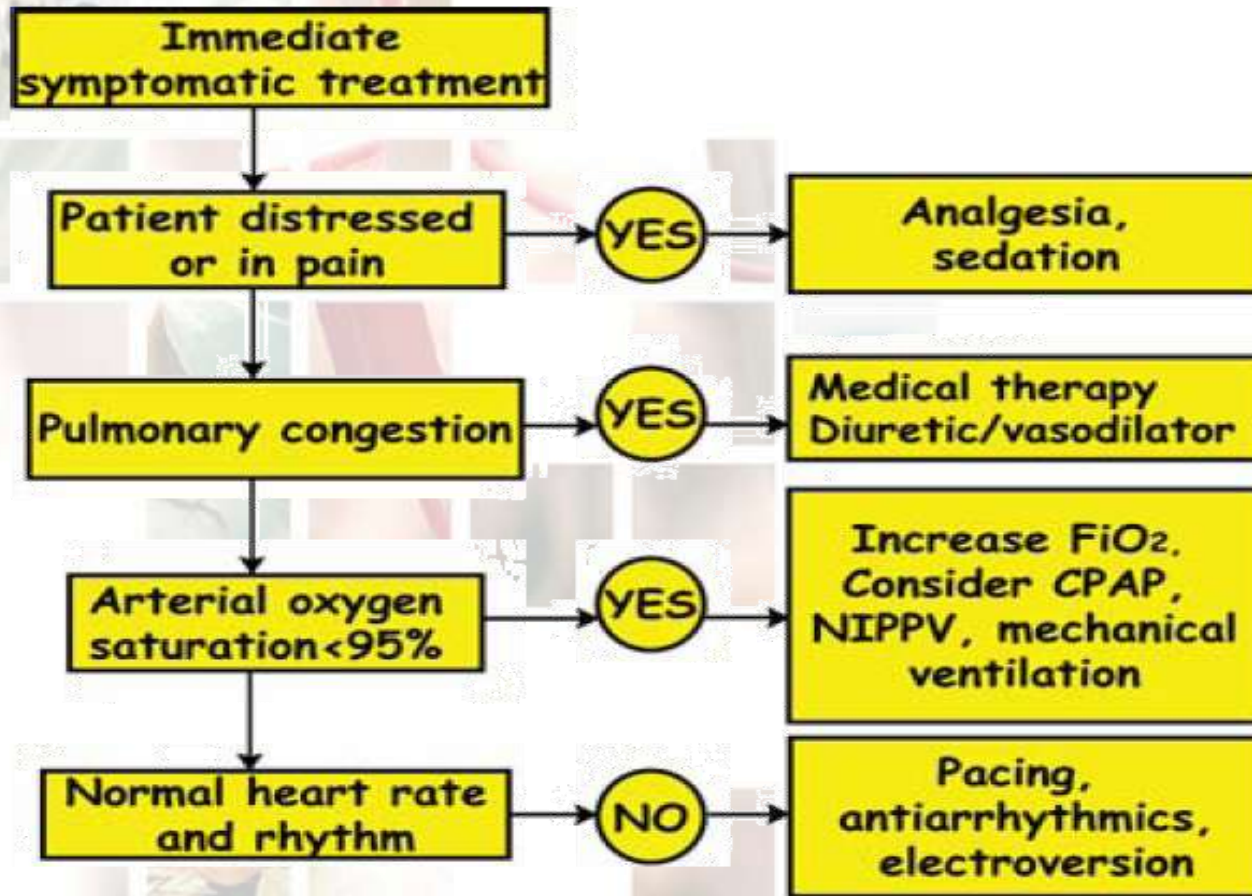 Immediate
symptomatic treatment
Patient distressed
or in pain
YES
Analgesia,
sedation
Pulmonary congestion
YES
Medical therapy
Diuretic/vasodilator
Arterial oxygen
saturation<95%
YES
Increase FiO₂.
Consider CPAP,
NIPPV, mechanical
ventilation
Normal heart rate
and rhythm
NO
Pacing,
antiarrhythmics,
electroversion